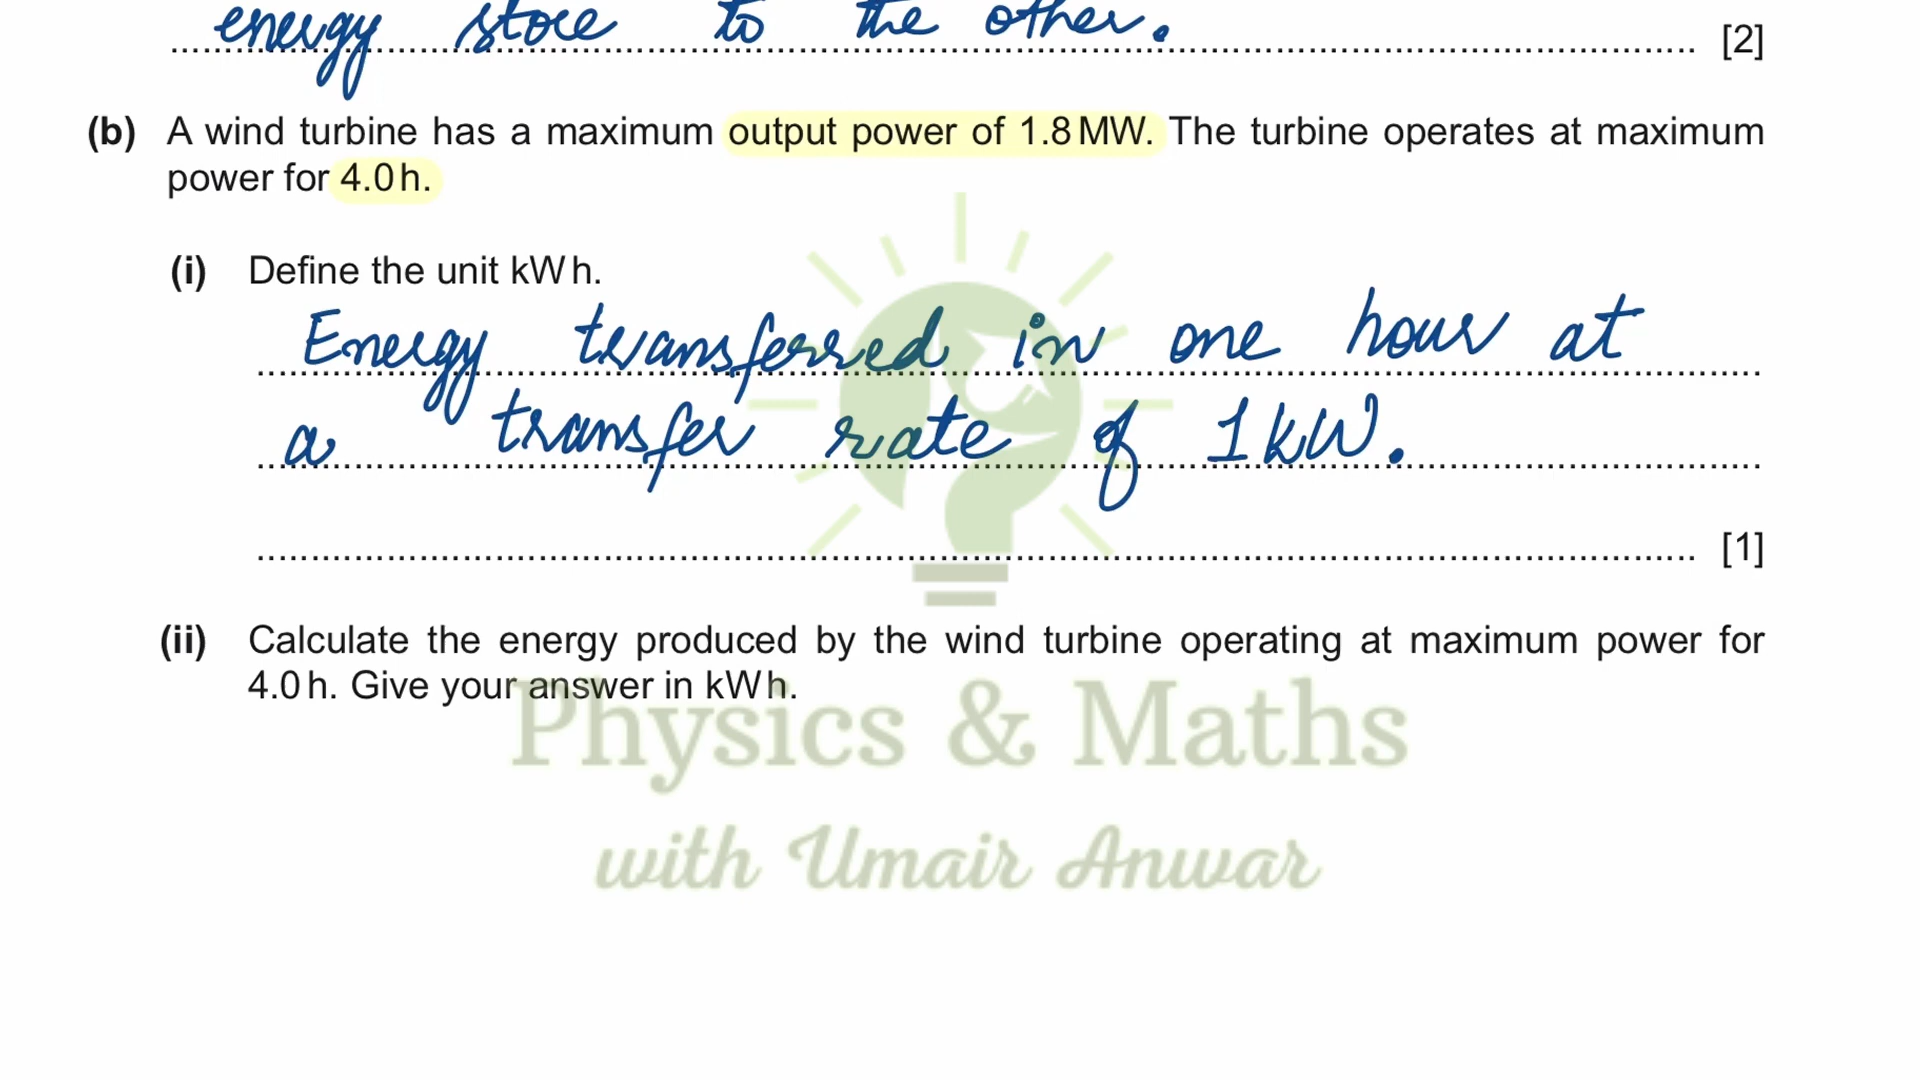 energy store to the other.
[2]
(b) A wind turbine has a maximum output power of 1.8 MW. The turbine operates at maximum
power for 4.0 h.
(i) Define the unit kW h.
Energy transferred in one hour at
a transfer rate of 1 kW.
[1]
(ii) Calculate the energy produced by the wind turbine operating at maximum power for
4.0 h. Give your answer in kW h.
Physics & Maths
with Umair Anwar